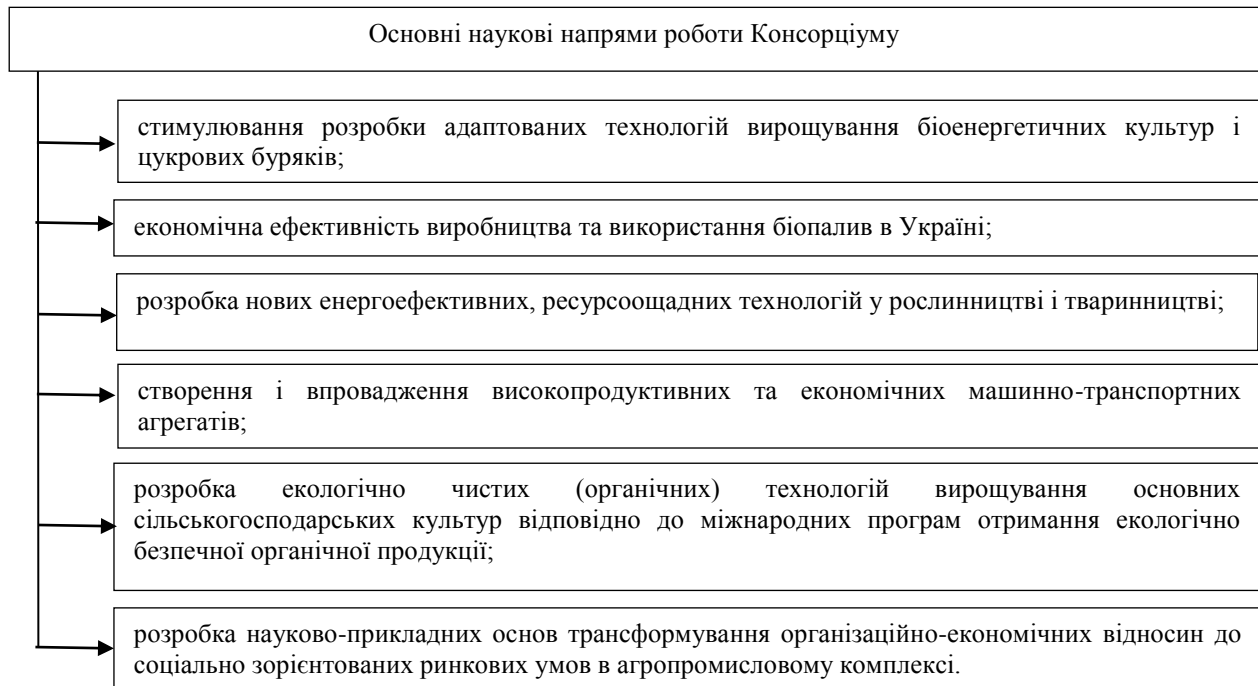 Основні наукові напрями роботи Консорціуму
стимулювання розробки адаптованих технологій вирощування біоенергетичних культур і
цукрових буряків;
економічна ефективність виробництва та використання біопалив в Україні;
розробка нових енергоефективних, ресурсоощадних технологій у рослинництві і тваринництві;
створення і впровадження високопродуктивних та економічних машинно-транспортних
агрегатів;
розробка екологічно чистих (органічних) технологій вирощування основних
сільськогосподарських культур відповідно до міжнародних програм отримання екологічно
безпечної органічної продукції;
розробка науково-прикладних основ трансформування організаційно-економічних відносин до
соціально зорієнтованих ринкових умов в агропромисловому комплексі.